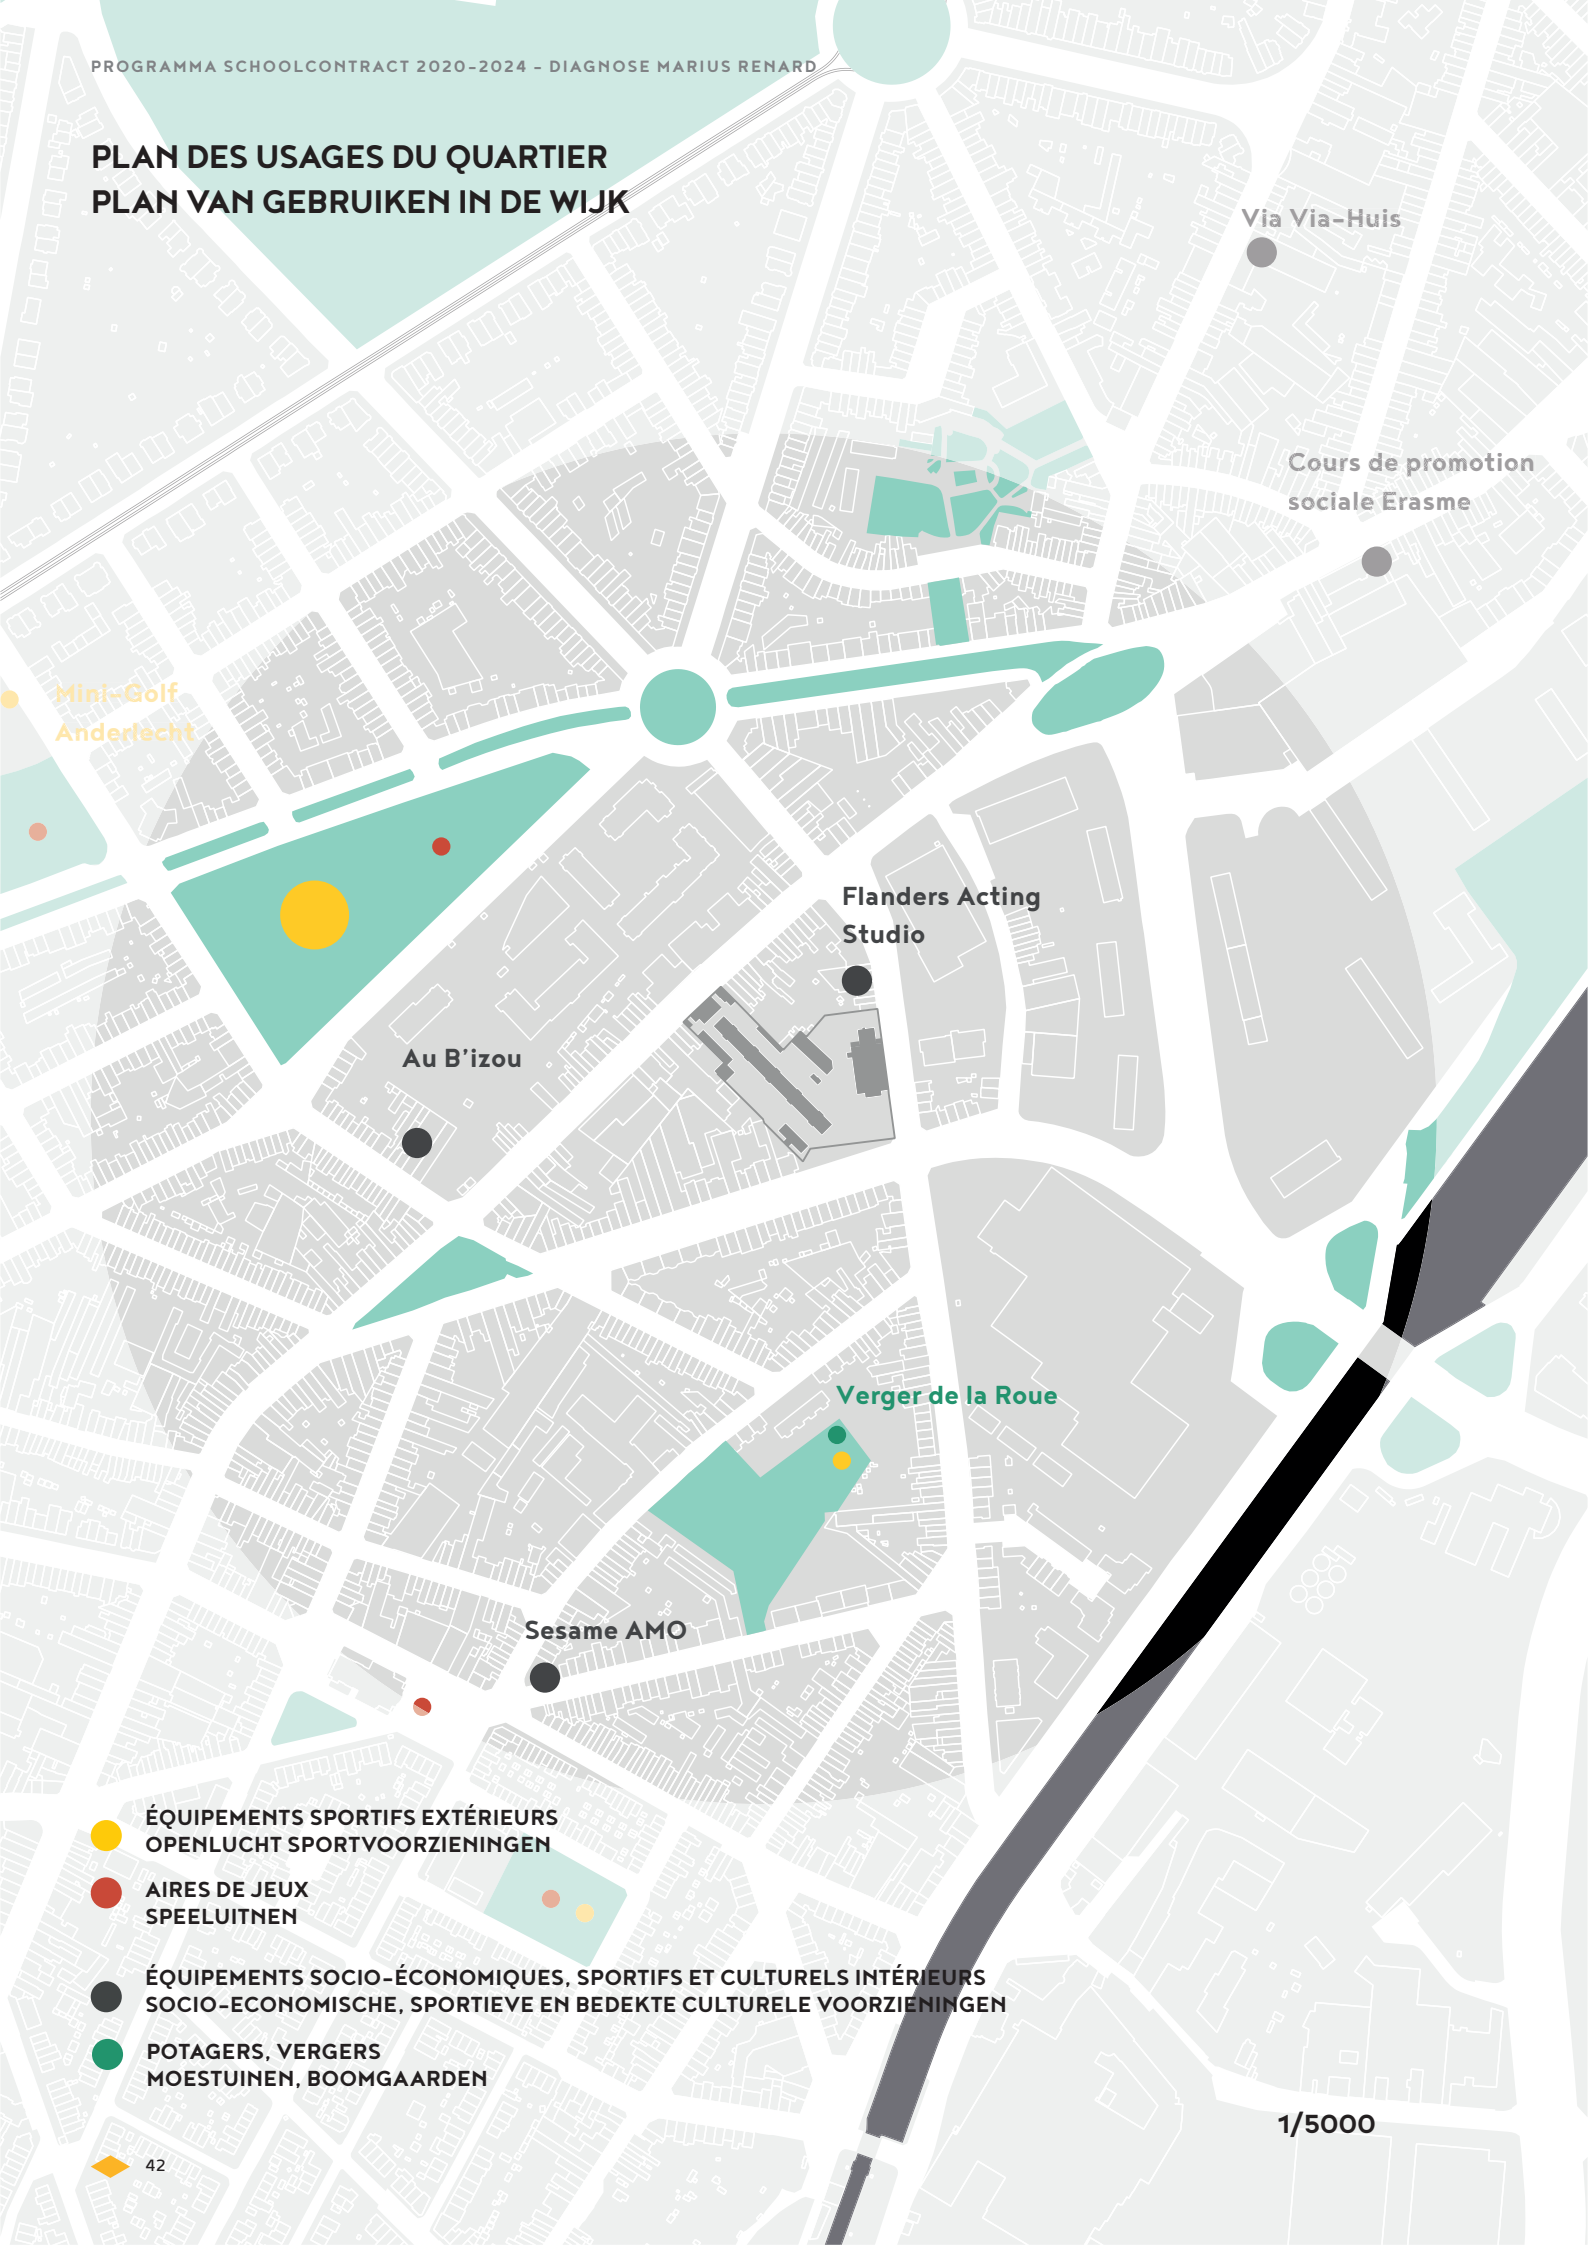 PROGRAMMA SCHOOLCONTRACT 2020-2024 - DIAGNOSE MARIUS RENARD
PLAN DES USAGES DU QUARTIER
PLAN VAN GEBRUIKEN IN DE WIJK
Via Via-Huis
Cours de promotion
sociale Erasme
Mini-Golf
Anderlecht
Flanders Acting
Studio
Au B'izou
Verger de la Roue
Sesame AMO
ÉQUIPEMENTS SPORTIFS EXTÉRIEURS
OPENLUCHT SPORTVOORZIENINGEN
AIRES DE JEUX
SPEELUITNEN
ÉQUIPEMENTS SOCIO-ÉCONOMIQUES, SPORTIFS ET CULTURELS INTÉRIEURS
SOCIO-ECONOMISCHE, SPORTIEVE EN BEDEKTE CULTURELE VOORZIENINGEN
POTAGERS, VERGERS
MOESTUINEN, BOOMGAARDEN
1/5000
42